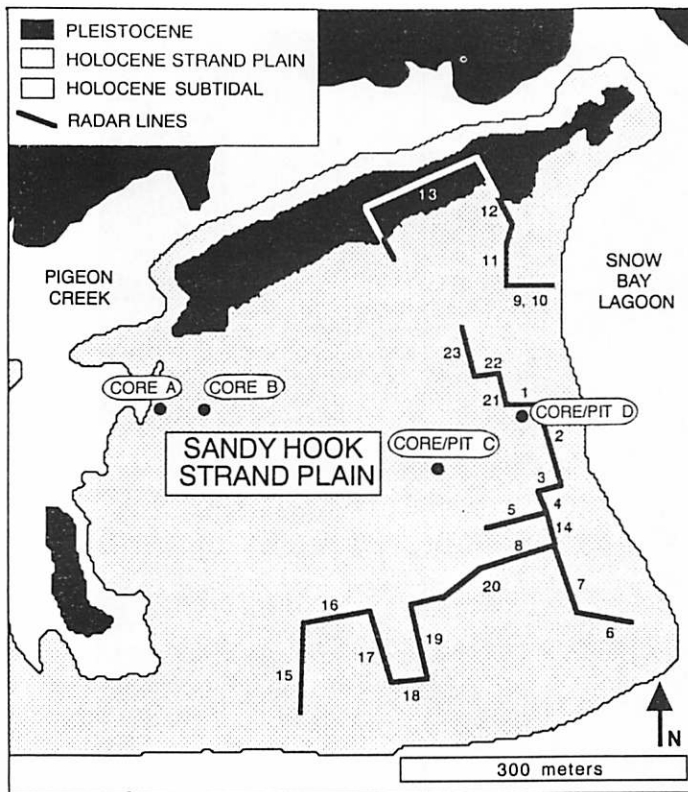 PLEISTOCENE
HOLOCENE STRAND PLAIN
HOLOCENE SUBTIDAL
RADAR LINES
13
12
PIGEON
CREEK
11
SNOW
BAY
LAGOON
9, 10
23
22
CORE A
CORE B
21
1
CORE/PIT D
SANDY HOOK
STRAND PLAIN
CORE/PIT C
2
3
4
5
14
8
20
7
16
6
19
17
15
18
N
300 meters